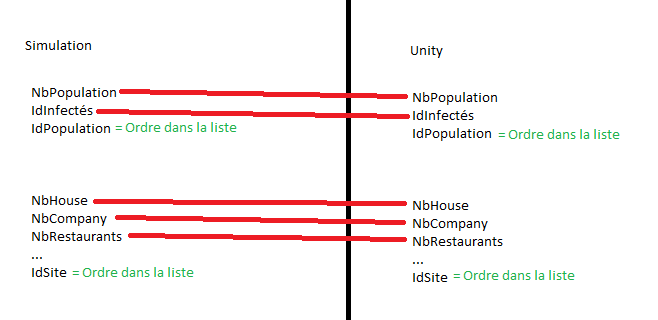 Simulation
NbPopulation
IdInfectés
IdPopulation = Ordre dans la liste
NbHouse
NbCompany
NbRestaurants
...
IdSite = Ordre dans la liste
Unity
NbPopulation
IdInfectés
IdPopulation = Ordre dans la liste
NbHouse
NbCompany
NbRestaurants
...
IdSite = Ordre dans la liste